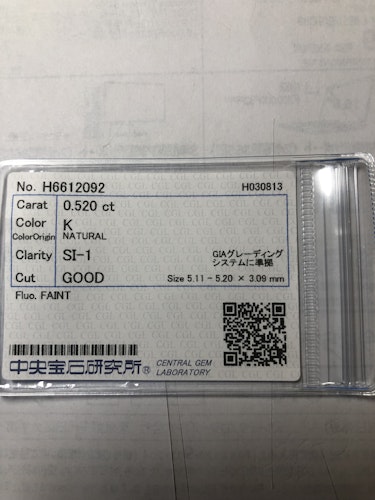 No. H6612092 H030813
Carat 0.520 ct
Color K
ColorOrigin NATURAL
Clarity SI-1 GIAグレーディング
システムに準拠
Cut GOOD Size 5.11 - 5.20 × 3.09 mm
Fluo. FAINT
中央宝石研究所® CENTRAL GEM
LABORATORY